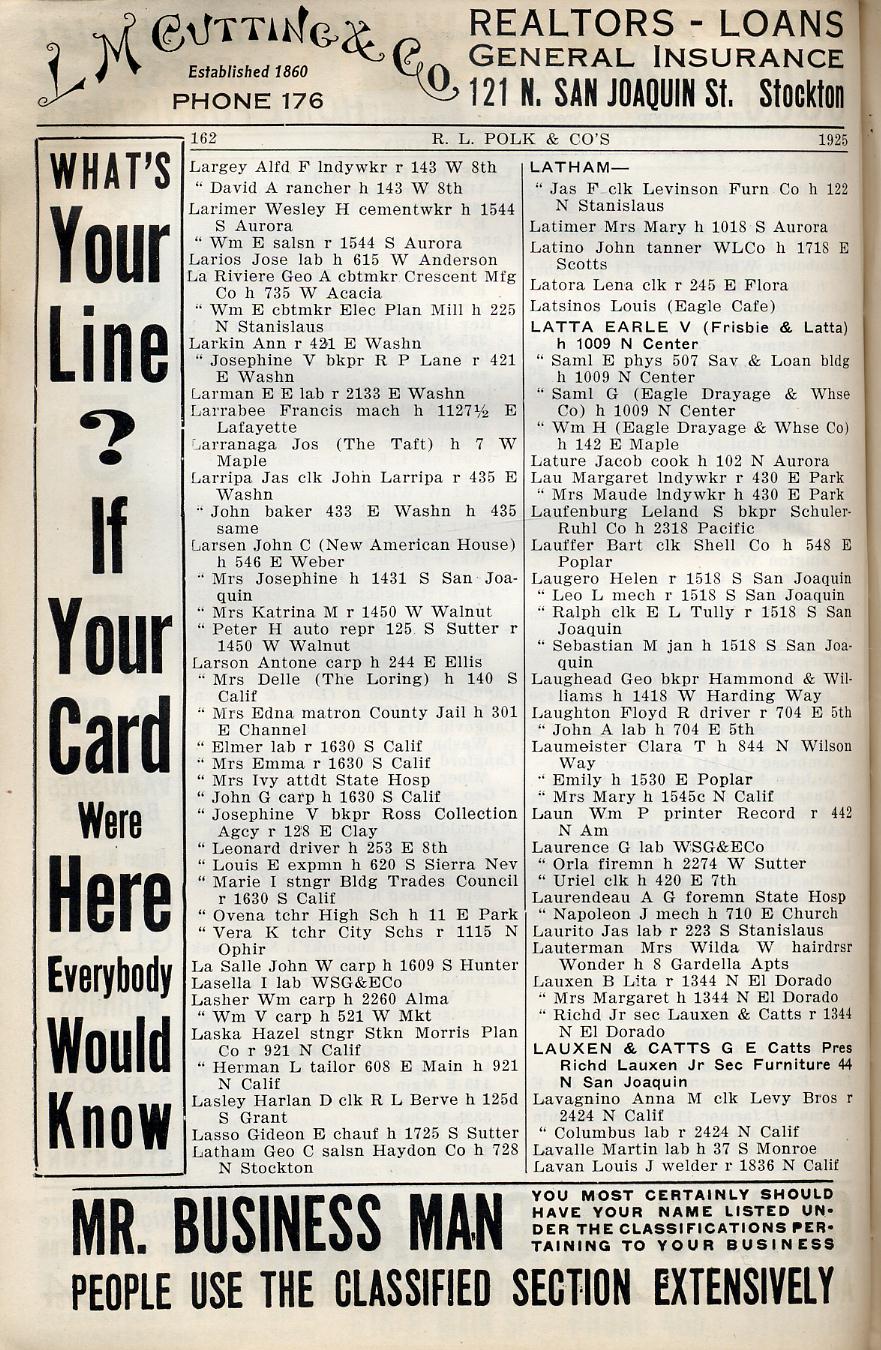 L M CUTTING & CO.
Established 1860
PHONE 176
REALTORS - LOANS
GENERAL INSURANCE
121 N. SAN JOAQUIN St. Stockton
162 R. L. POLK & CO'S 1925
WHAT'S
Your
Line
?
If
Your
Card
Were
Here
Everybody
Would
Know
Largey Alfd F lndywkr r 143 W 8th
" David A rancher h 143 W 8th
Larimer Wesley H cementwkr h 1544
S Aurora
" Wm E salsn r 1544 S Aurora
Larios Jose lab h 615 W Anderson
La Riviere Geo A cbtmkr Crescent Mfg
Co h 735 W Acacia
" Wm E cbtmkr Elec Plan Mill h 225
N Stanislaus
Larkin Ann r 421 E Washn
" Josephine V bkpr R P Lane r 421
E Washn
Larman E E lab r 2133 E Washn
Larrabee Francis mach h 1127½ E
Lafayette
Larranaga Jos (The Taft) h 7 W
Maple
Larripa Jas clk John Larripa r 435 E
Washn
" John baker 433 E Washn h 435
same
Larsen John C (New American House)
h 546 E Weber
" Mrs Josephine h 1431 S San Joa-
quin
" Mrs Katrina M r 1450 W Walnut
" Peter H auto repr 125 S Sutter r
1450 W Walnut
Larson Antone carp h 244 E Ellis
" Mrs Delle (The Loring) h 140 S
Calif
" Mrs Edna matron County Jail h 301
E Channel
" Elmer lab r 1630 S Calif
" Mrs Emma r 1630 S Calif
" Mrs Ivy attdt State Hosp
" John G carp h 1630 S Calif
" Josephine V bkpr Ross Collection
Agcy r 128 E Clay
" Leonard driver h 253 E 8th
" Louis E expmn h 620 S Sierra Nev
" Marie I stngr Bldg Trades Council
r 1630 S Calif
" Ovena tchr High Sch h 11 E Park
" Vera K tchr City Schs r 1115 N
Ophir
La Salle John W carp h 1609 S Hunter
Lasella I lab WSG&ECo
Lasher Wm carp h 2260 Alma
" Wm V carp h 521 W Mkt
Laska Hazel stngr Stkn Morris Plan
Co r 921 N Calif
" Herman L tailor 608 E Main h 921
N Calif
Lasley Harlan D clk R L Berve h 125d
S Grant
Lasso Gideon E chauf h 1725 S Sutter
Latham Geo C salsn Haydon Co h 728
N Stockton
LATHAM—
" Jas F clk Levinson Furn Co h 122
N Stanislaus
Latimer Mrs Mary h 1018 S Aurora
Latino John tanner WLCo h 1718 E
Scotts
Latora Lena clk r 245 E Flora
Latsinos Louis (Eagle Cafe)
LATTA EARLE V (Frisbie & Latta)
h 1009 N Center
" Saml E phys 507 Sav & Loan bldg
h 1009 N Center
" Saml G (Eagle Drayage & Whse
Co) h 1009 N Center
" Wm H (Eagle Drayage & Whse Co)
h 142 E Maple
Lature Jacob cook h 102 N Aurora
Lau Margaret lndywkr r 430 E Park
" Mrs Maude lndywkr h 430 E Park
Laufenburg Leland S bkpr Schuler-
Ruhl Co h 2318 Pacific
Lauffer Bart clk Shell Co h 548 E
Poplar
Laugero Helen r 1518 S San Joaquin
" Leo L mech r 1518 S San Joaquin
" Ralph clk E L Tully r 1518 S San
Joaquin
" Sebastian M jan h 1518 S San Joa-
quin
Laughead Geo bkpr Hammond & Wil-
liams h 1418 W Harding Way
Laughton Floyd R driver r 704 E 5th
" John A lab h 704 E 5th
Laumeister Clara T h 844 N Wilson
Way
" Emily h 1530 E Poplar
" Mrs Mary h 1545c N Calif
Laun Wm P printer Record r 442
N Am
Laurence G lab WSG&ECo
" Orla firemn h 2274 W Sutter
" Uriel clk h 420 E 7th
Laurendeau A G foremn State Hosp
" Napoleon J mech h 710 E Church
Laurito Jas lab r 223 S Stanislaus
Lauterman Mrs Wilda W hairdrsr
Wonder h 8 Gardella Apts
Lauxen B Lita r 1344 N El Dorado
" Mrs Margaret h 1344 N El Dorado
" Richd Jr sec Lauxen & Catts r 1344
N El Dorado
LAUXEN & CATTS G E Catts Pres
Richd Lauxen Jr Sec Furniture 44
N San Joaquin
Lavagnino Anna M clk Levy Bros r
2424 N Calif
" Columbus lab r 2424 N Calif
Lavalle Martin lab h 37 S Monroe
Lavan Louis J welder r 1836 N Calif
MR. BUSINESS MAN
YOU MOST CERTAINLY SHOULD
HAVE YOUR NAME LISTED UN-
DER THE CLASSIFICATIONS PER-
TAINING TO YOUR BUSINESS
PEOPLE USE THE CLASSIFIED SECTION EXTENSIVELY